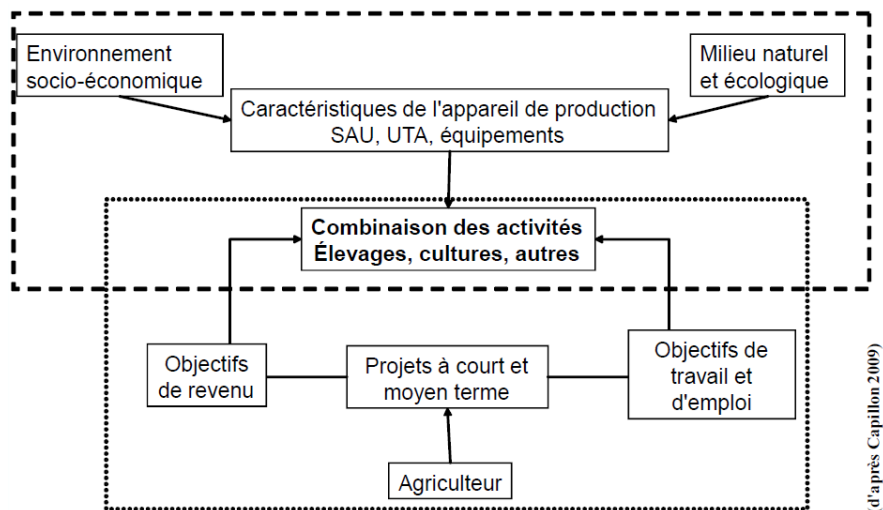 Environnement
socio-économique
Milieu naturel
et écologique
Caractéristiques de l'appareil de production
SAU, UTA, équipements
Combinaison des activités
Élevages, cultures, autres
Objectifs
de revenu
Projets à court et
moyen terme
Objectifs de
travail et
d'emploi
Agriculteur
(d'après Capillon 2009)